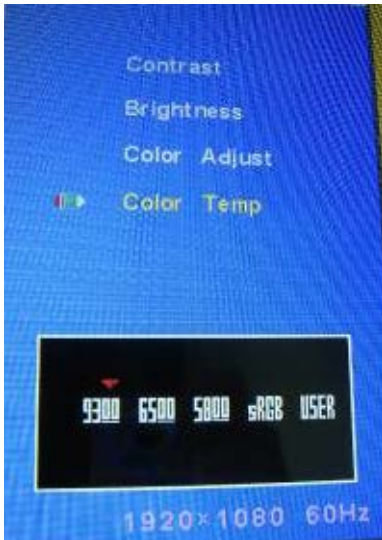 Contrast
Brightness
Color Adjust
Color Temp
9300 6500 5800 sRGB USER
1920×1080 60Hz